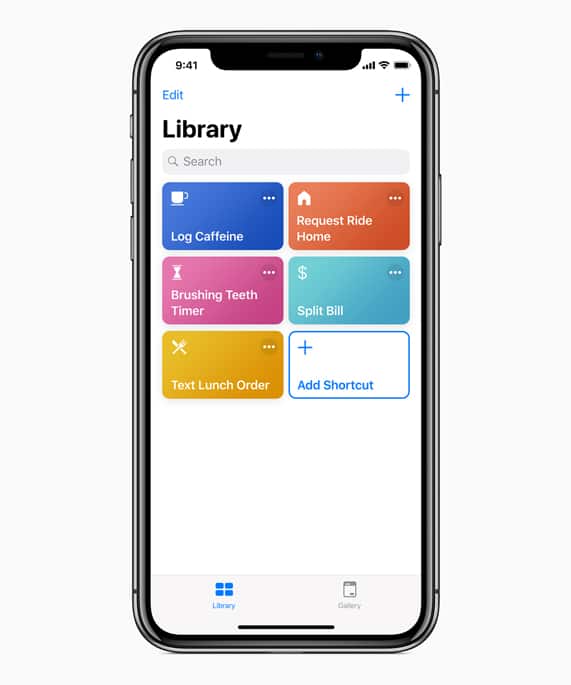 9:41
Edit
Library
Search
Log Caffeine
Request Ride
Home
Brushing Teeth
Timer
$
Split Bill
Text Lunch Order
Add Shortcut
Library
Gallery